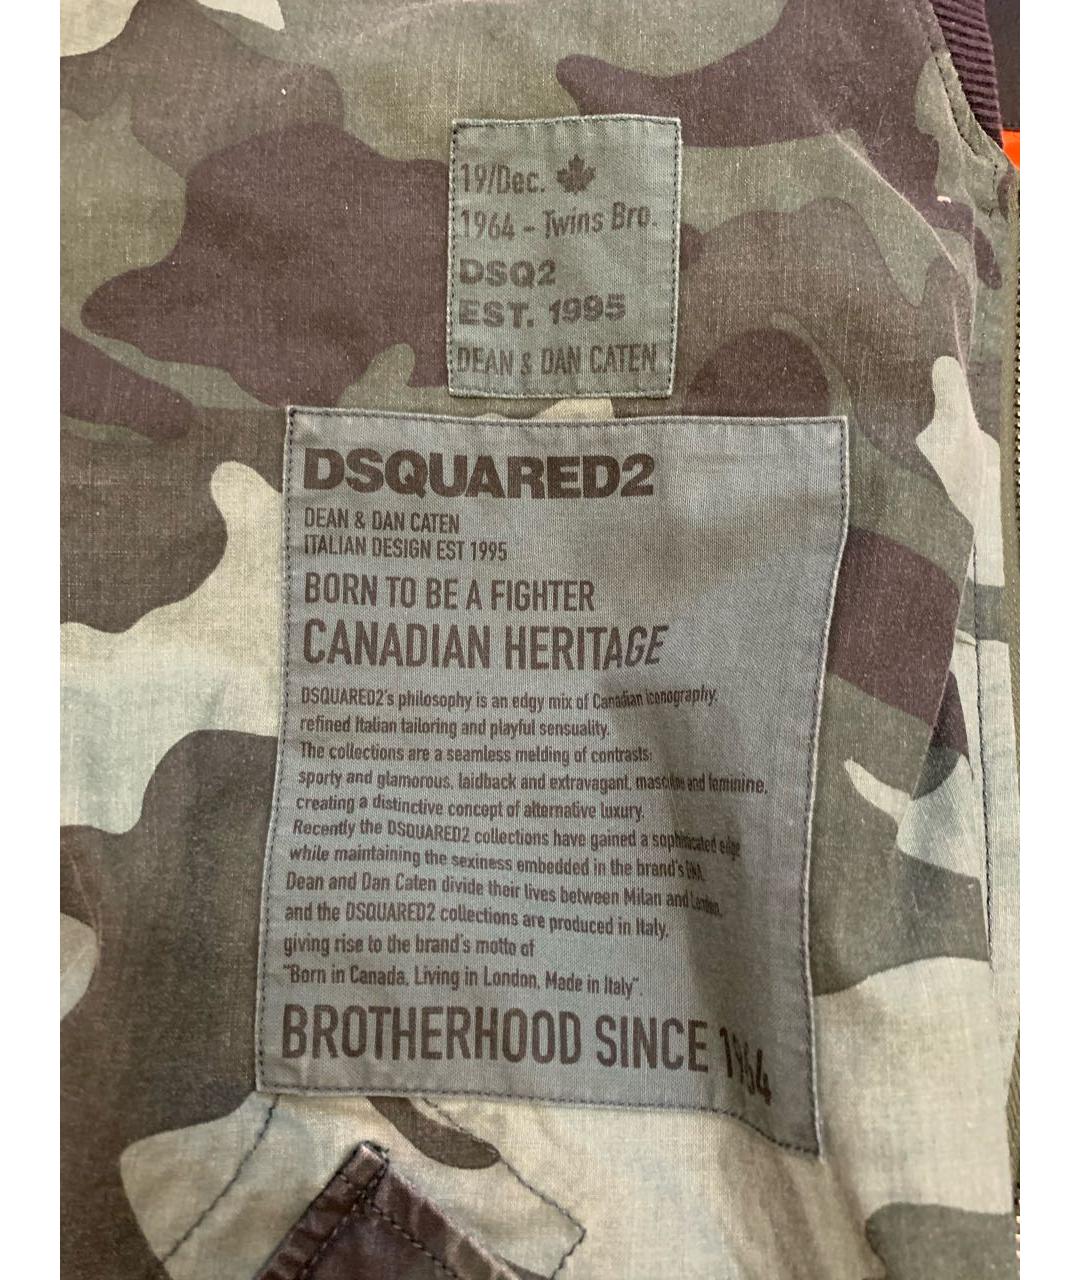 19/Dec.
1964 - Twins Bro.
DSQ2
EST. 1995
DEAN & DAN CATEN
DSQUARED2
DEAN & DAN CATEN
ITALIAN DESIGN EST 1995
BORN TO BE A FIGHTER
CANADIAN HERITAGE
DSQUARED2's philosophy is an edgy mix of Canadian iconography,
refined Italian tailoring and playful sensuality.
The collections are a seamless melding of contrasts:
sporty and glamorous, laidback and extravagant, masculine and feminine,
creating a distinctive concept of alternative luxury.
Recently the DSQUARED2 collections have gained a sophisticated edge
while maintaining the sexiness embedded in the brand's DNA.
Dean and Dan Caten divide their lives between Milan and London,
and the DSQUARED2 collections are produced in Italy,
giving rise to the brand's motto of
"Born in Canada, Living in London, Made in Italy".
BROTHERHOOD SINCE 1964